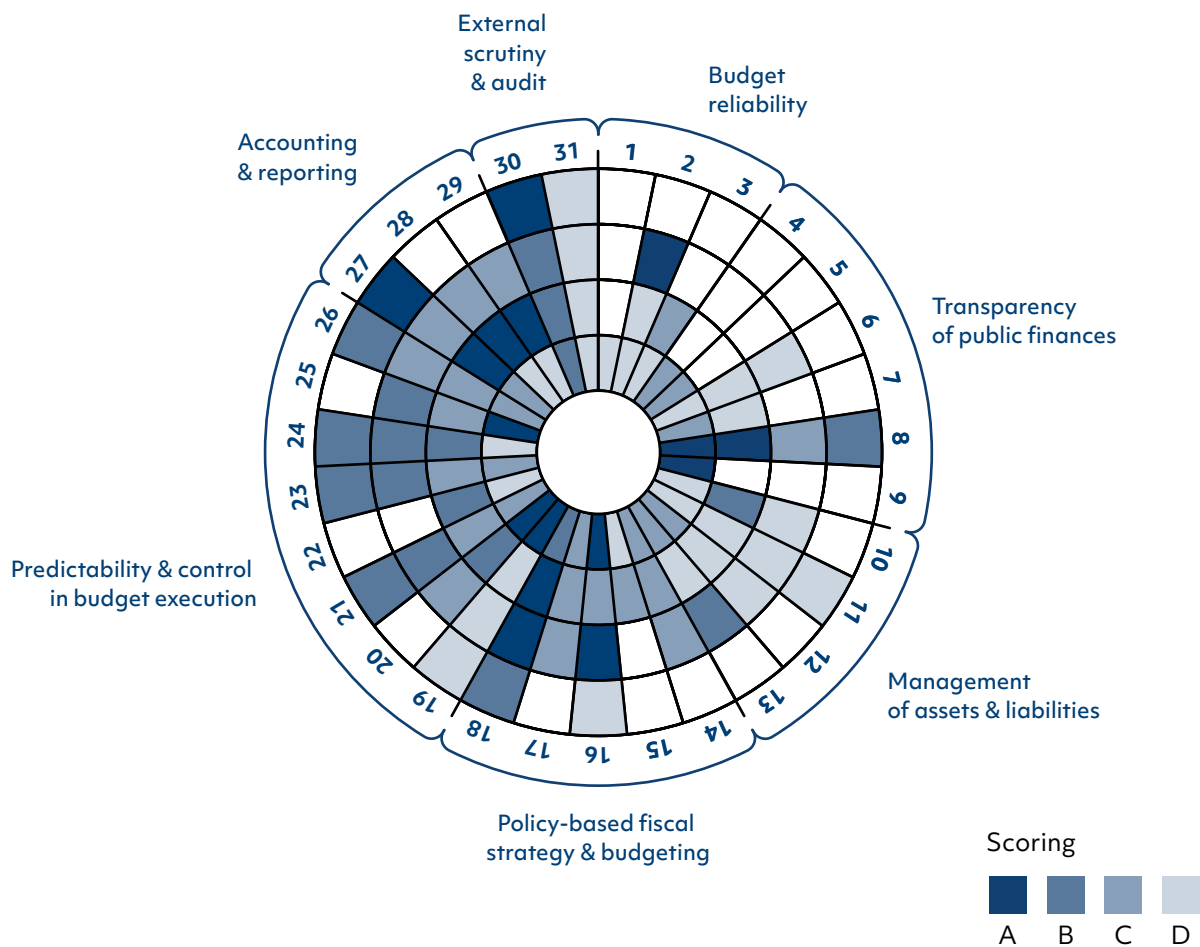 External
scrutiny
& audit
Budget
reliability
Accounting
& reporting
Transparency
of public finances
Predictability & control
in budget execution
Management
of assets & liabilities
Policy-based fiscal
strategy & budgeting
1
2
3
4
5
6
7
8
9
10
11
12
13
14
15
16
17
18
19
20
21
22
23
24
25
26
27
28
29
30
31
Scoring
A B C D